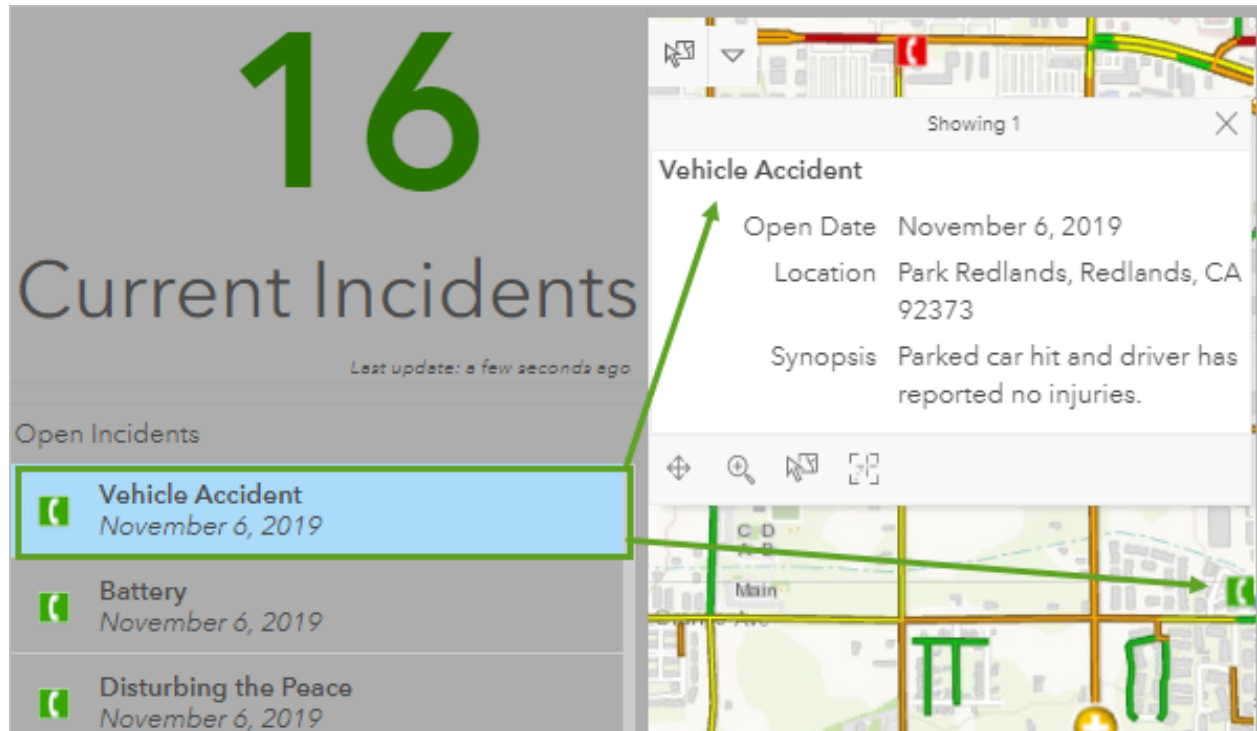 16
Current Incidents
Last update: a few seconds ago
Open Incidents
Vehicle Accident
November 6, 2019
Battery
November 6, 2019
Disturbing the Peace
November 6, 2019
Showing 1
Vehicle Accident
Open Date November 6, 2019
Location Park Redlands, Redlands, CA
92373
Synopsis Parked car hit and driver has
reported no injuries.
C D
A B
Main
Ave